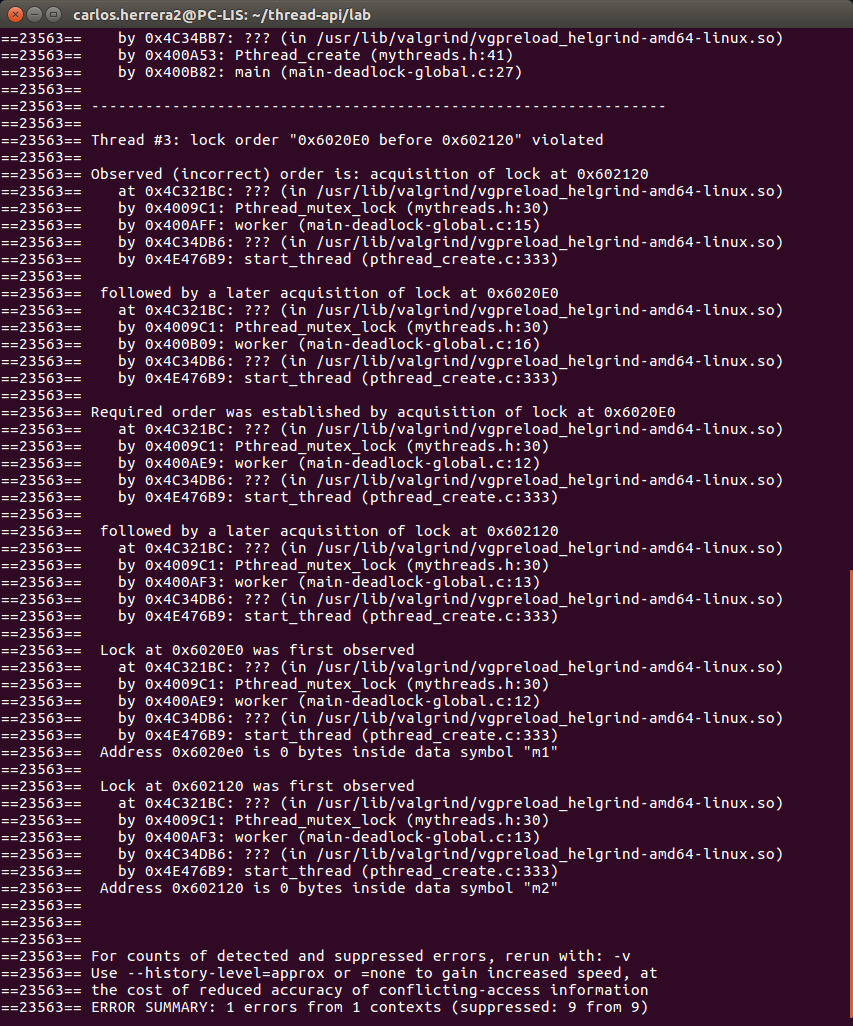 carlos.herrera2@PC-LIS: ~/thread-api/lab
==23563==    by 0x4C34BB7: ??? (in /usr/lib/valgrind/vgpreload_helgrind-amd64-linux.so)
==23563==    by 0x400A53: Pthread_create (mythreads.h:41)
==23563==    by 0x400B82: main (main-deadlock-global.c:27)
==23563==
==23563== ----------------------------------------------------------------
==23563==
==23563== Thread #3: lock order "0x6020E0 before 0x602120" violated
==23563==
==23563== Observed (incorrect) order is: acquisition of lock at 0x602120
==23563==    at 0x4C321BC: ??? (in /usr/lib/valgrind/vgpreload_helgrind-amd64-linux.so)
==23563==    by 0x4009C1: Pthread_mutex_lock (mythreads.h:30)
==23563==    by 0x400AFF: worker (main-deadlock-global.c:15)
==23563==    by 0x4C34DB6: ??? (in /usr/lib/valgrind/vgpreload_helgrind-amd64-linux.so)
==23563==    by 0x4E476B9: start_thread (pthread_create.c:333)
==23563==
==23563==  followed by a later acquisition of lock at 0x6020E0
==23563==    at 0x4C321BC: ??? (in /usr/lib/valgrind/vgpreload_helgrind-amd64-linux.so)
==23563==    by 0x4009C1: Pthread_mutex_lock (mythreads.h:30)
==23563==    by 0x400B09: worker (main-deadlock-global.c:16)
==23563==    by 0x4C34DB6: ??? (in /usr/lib/valgrind/vgpreload_helgrind-amd64-linux.so)
==23563==    by 0x4E476B9: start_thread (pthread_create.c:333)
==23563==
==23563== Required order was established by acquisition of lock at 0x6020E0
==23563==    at 0x4C321BC: ??? (in /usr/lib/valgrind/vgpreload_helgrind-amd64-linux.so)
==23563==    by 0x4009C1: Pthread_mutex_lock (mythreads.h:30)
==23563==    by 0x400AE9: worker (main-deadlock-global.c:12)
==23563==    by 0x4C34DB6: ??? (in /usr/lib/valgrind/vgpreload_helgrind-amd64-linux.so)
==23563==    by 0x4E476B9: start_thread (pthread_create.c:333)
==23563==
==23563==  followed by a later acquisition of lock at 0x602120
==23563==    at 0x4C321BC: ??? (in /usr/lib/valgrind/vgpreload_helgrind-amd64-linux.so)
==23563==    by 0x4009C1: Pthread_mutex_lock (mythreads.h:30)
==23563==    by 0x400AF3: worker (main-deadlock-global.c:13)
==23563==    by 0x4C34DB6: ??? (in /usr/lib/valgrind/vgpreload_helgrind-amd64-linux.so)
==23563==    by 0x4E476B9: start_thread (pthread_create.c:333)
==23563==
==23563==  Lock at 0x6020E0 was first observed
==23563==    at 0x4C321BC: ??? (in /usr/lib/valgrind/vgpreload_helgrind-amd64-linux.so)
==23563==    by 0x4009C1: Pthread_mutex_lock (mythreads.h:30)
==23563==    by 0x400AE9: worker (main-deadlock-global.c:12)
==23563==    by 0x4C34DB6: ??? (in /usr/lib/valgrind/vgpreload_helgrind-amd64-linux.so)
==23563==    by 0x4E476B9: start_thread (pthread_create.c:333)
==23563==  Address 0x6020e0 is 0 bytes inside data symbol "m1"
==23563==
==23563==  Lock at 0x602120 was first observed
==23563==    at 0x4C321BC: ??? (in /usr/lib/valgrind/vgpreload_helgrind-amd64-linux.so)
==23563==    by 0x4009C1: Pthread_mutex_lock (mythreads.h:30)
==23563==    by 0x400AF3: worker (main-deadlock-global.c:13)
==23563==    by 0x4C34DB6: ??? (in /usr/lib/valgrind/vgpreload_helgrind-amd64-linux.so)
==23563==    by 0x4E476B9: start_thread (pthread_create.c:333)
==23563==  Address 0x602120 is 0 bytes inside data symbol "m2"
==23563==
==23563==
==23563==
==23563== For counts of detected and suppressed errors, rerun with: -v
==23563== Use --history-level=approx or =none to gain increased speed, at
==23563== the cost of reduced accuracy of conflicting-access information
==23563== ERROR SUMMARY: 1 errors from 1 contexts (suppressed: 9 from 9)